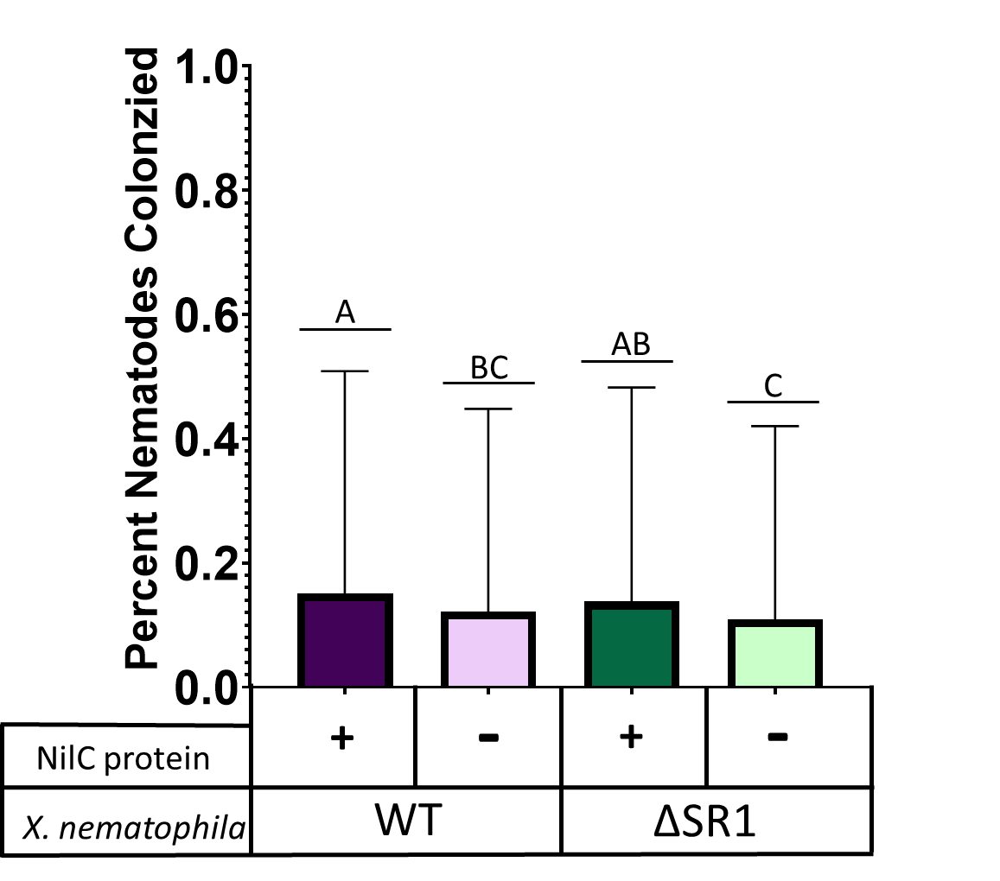 Percent Nematodes Colonzied
1.0
0.8
0.6
0.4
0.2
0.0
A
BC
AB
C
NilC protein + - + -
X. nematophila WT ΔSR1